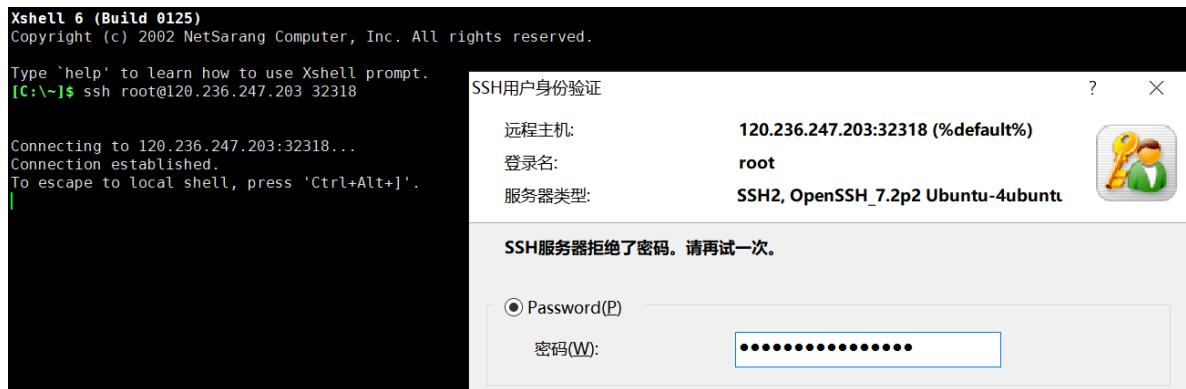 Xshell 6 (Build 0125)
Copyright (c) 2002 NetSarang Computer, Inc. All rights reserved.
Type `help' to learn how to use Xshell prompt.
[C:\~]$ ssh root@120.236.247.203 32318
Connecting to 120.236.247.203:32318...
Connection established.
To escape to local shell, press 'Ctrl+Alt+]'.
SSH用户身份验证
?
远程主机: 120.236.247.203:32318 (%default%)
登录名: root
服务器类型: SSH2, OpenSSH_7.2p2 Ubuntu-4ubuntu
SSH服务器拒绝了密码。请再试一次。
Password(P)
密码(W): ●●●●●●●●●●●●●●●●